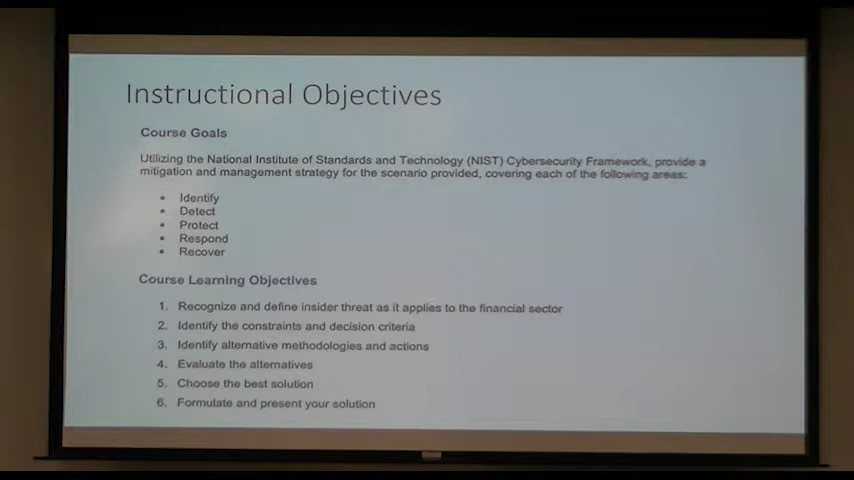 Instructional Objectives
Course Goals
Utilizing the National Institute of Standards and Technology (NIST) Cybersecurity Framework, provide a
mitigation and management strategy for the scenario provided, covering each of the following areas:
• Identify
• Detect
• Protect
• Respond
• Recover
Course Learning Objectives
1. Recognize and define insider threat as it applies to the financial sector
2. Identify the constraints and decision criteria
3. Identify alternative methodologies and actions
4. Evaluate the alternatives
5. Choose the best solution
6. Formulate and present your solution